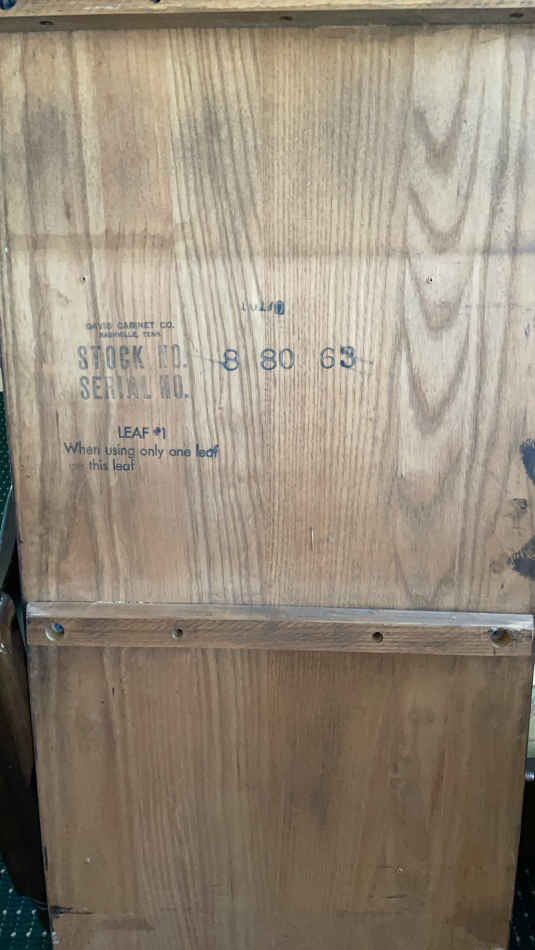 DAVIS CABINET CO.
NASHVILLE, TENN.
STOCK NO. 8 80 63
SERIAL NO.
LEAF #1
When using only one leaf
use this leaf